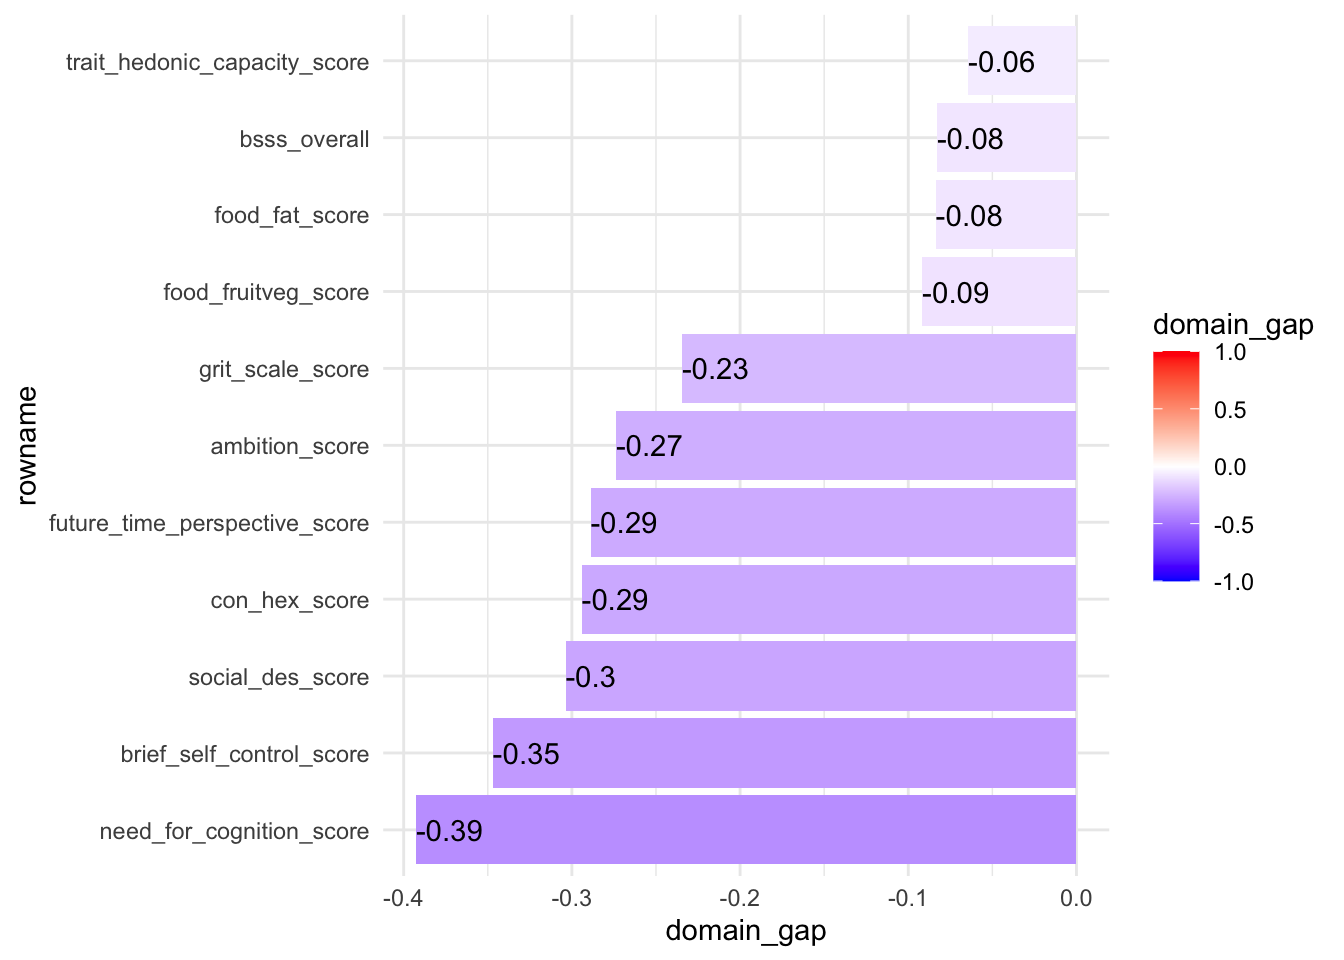 trait_hedonic_capacity_score
-0.06
bsss_overall
-0.08
food_fat_score
-0.08
food_fruitveg_score
-0.09
grit_scale_score
-0.23
ambition_score
-0.27
future_time_perspective_score
-0.29
con_hex_score
-0.29
social_des_score
-0.3
brief_self_control_score
-0.35
need_for_cognition_score
-0.39
rowname
-0.4 -0.3 -0.2 -0.1 0.0
domain_gap
domain_gap
1.0
0.5
0.0
-0.5
-1.0